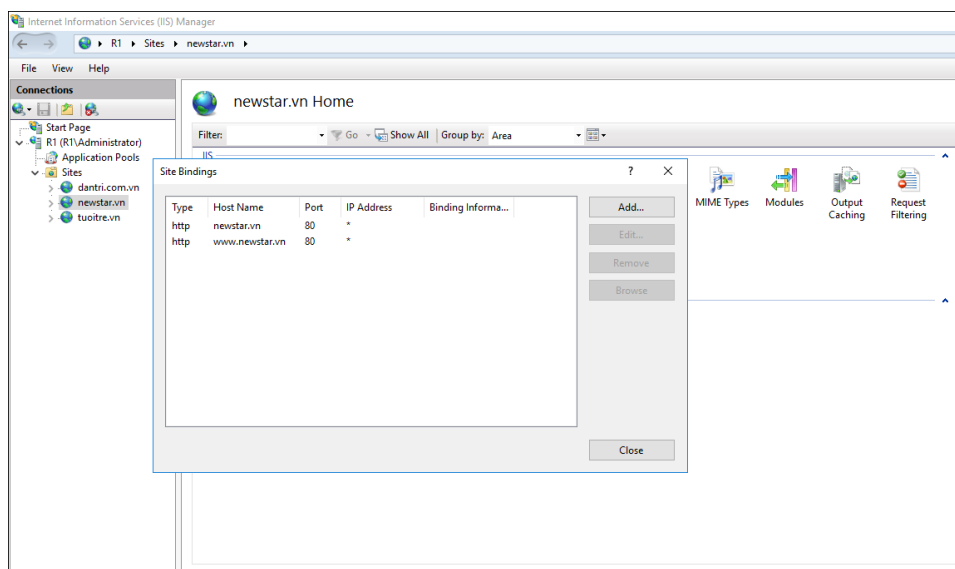 Internet Information Services (IIS) Manager
R1 Sites newstar.vn
File View Help
Connections
Start Page
R1 (R1\Administrator)
Application Pools
Sites
dantri.com.vn
newstar.vn
tuoitre.vn
newstar.vn Home
Filter: Go Show All Group by: Area
IIS
MIME Types Modules Output Caching Request Filtering
Site Bindings ?
Type Host Name Port IP Address Binding Informa...
http newstar.vn 80 *
http www.newstar.vn 80 *
Add...
Edit...
Remove
Browse
Close